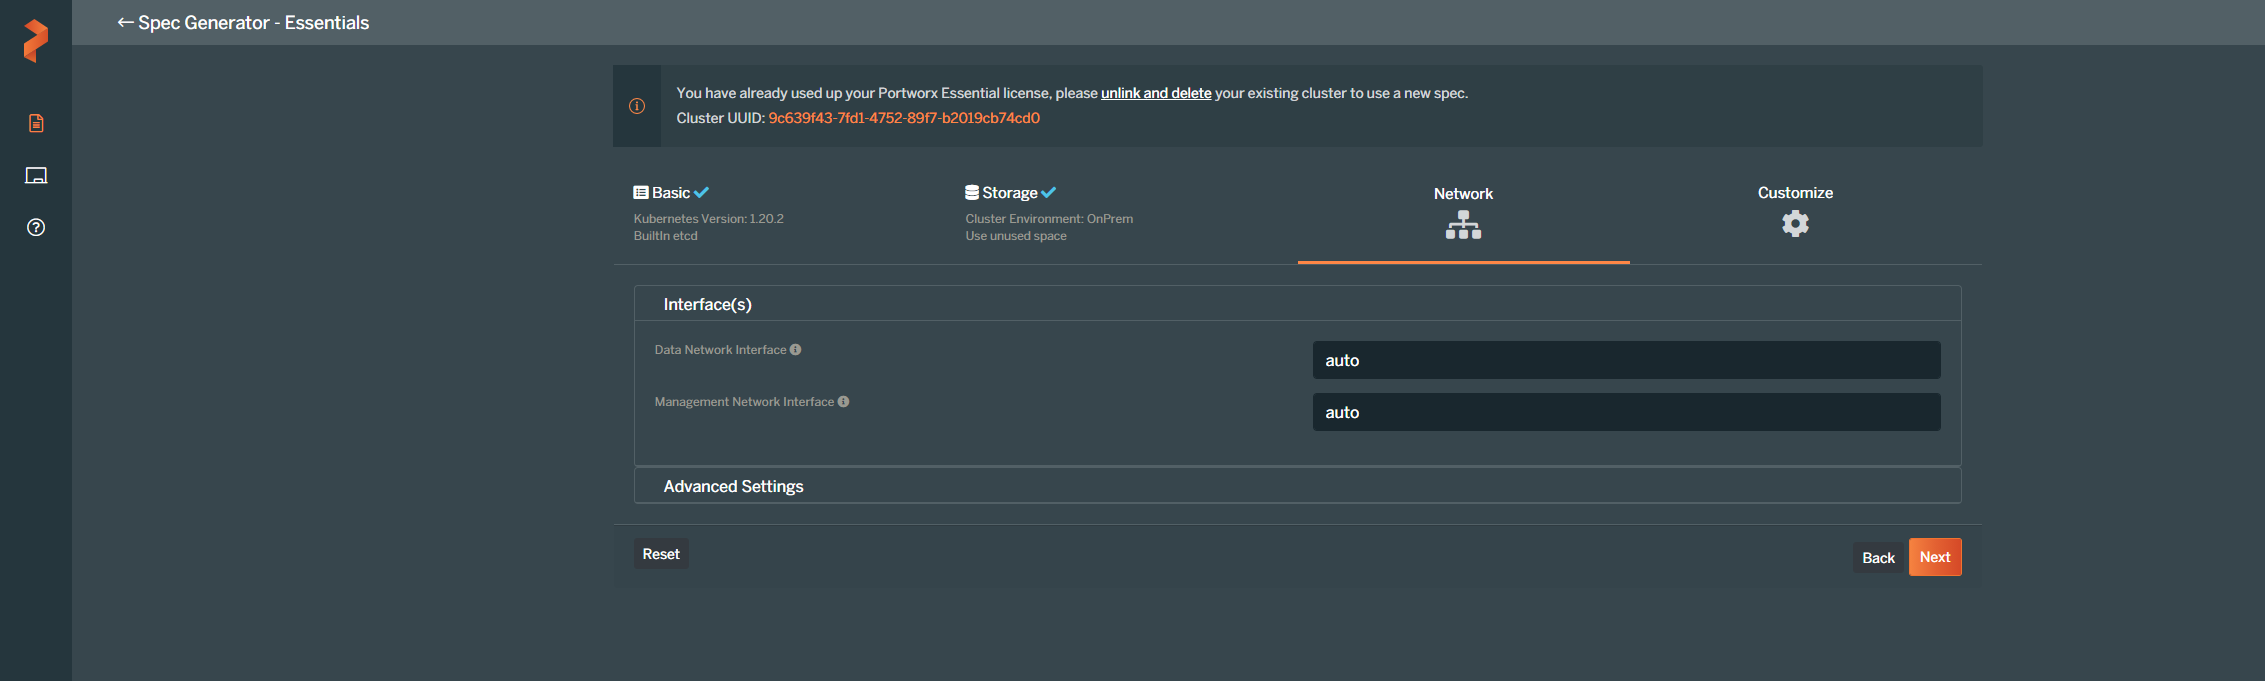 Spec Generator - Essentials
You have already used up your Portworx Essential license, please unlink and delete your existing cluster to use a new spec.
Cluster UUID: 9c639f43-7fd1-4752-89f7-b2019cb74cd0
Basic
Kubernetes Version: 1.20.2
BuiltIn etcd
Storage
Cluster Environment: OnPrem
Use unused space
Network
Customize
Interface(s)
Data Network Interface
auto
Management Network Interface
auto
Advanced Settings
Reset
Back
Next